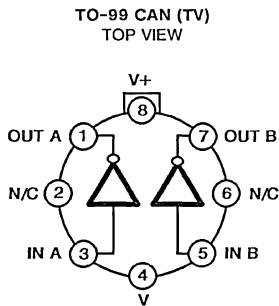 TO-99 CAN (TV)
TOP VIEW
V+
8
OUT A 1 7 OUT B
N/C 2 6 N/C
IN A 3 5 IN B
4
V